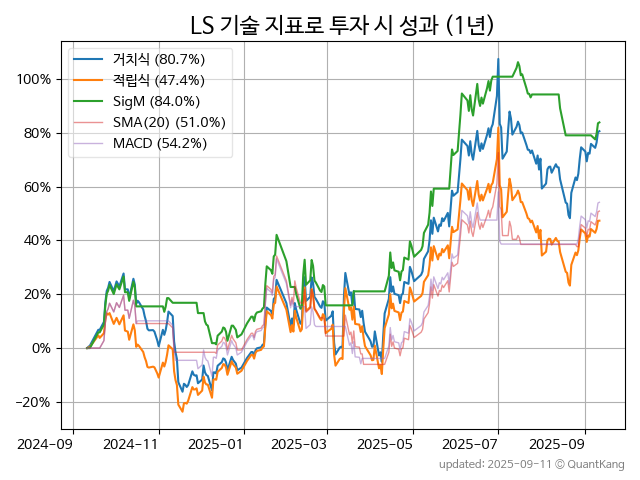 LS 기술 지표로 투자 시 성과 (1년)
거치식 (80.7%)
적립식 (47.4%)
SigM (84.0%)
SMA(20) (51.0%)
MACD (54.2%)
100%
80%
60%
40%
20%
0%
−20%
2024-09 2024-11 2025-01 2025-03 2025-05 2025-07 2025-09
updated: 2025-09-11 © QuantKang